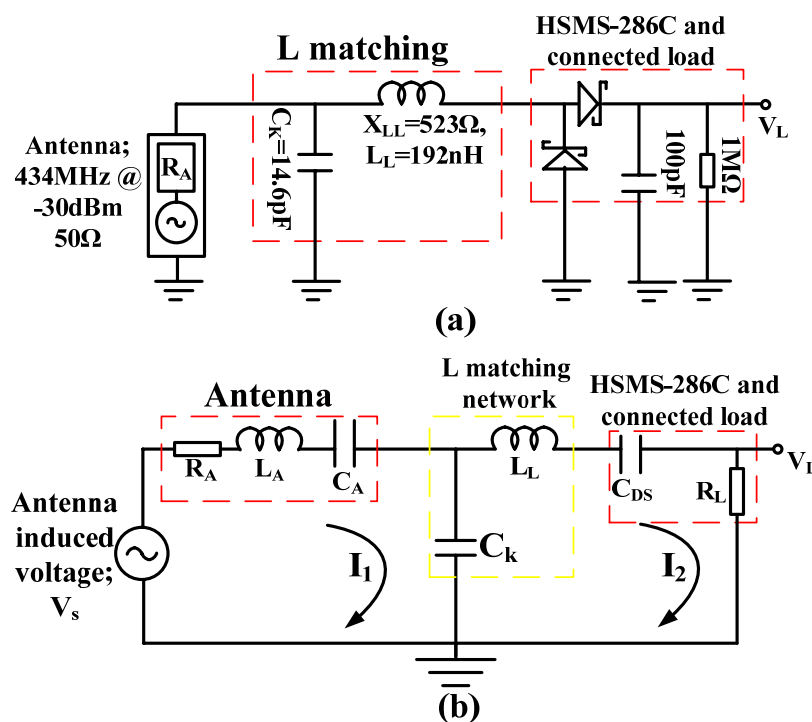 HSMS-286C and
connected load
L matching
Antenna;
434MHz @
-30dBm
50Ω
R_A
C_K=14.6pF
X_LL=523Ω,
L_L=192nH
100pF
1MΩ
V_L
(a)
Antenna
L matching
network
HSMS-286C and
connected load
R_A
L_A
C_A
L_L
C_DS
R_L
V_L
Antenna
induced
voltage;
V_s
I_1
C_k
I_2
(b)